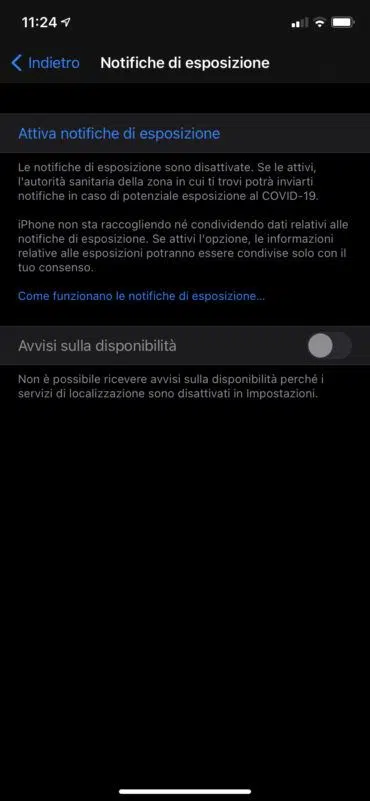 11:24
Indietro Notifiche di esposizione
Attiva notifiche di esposizione
Le notifiche di esposizione sono disattivate. Se le attivi,
l'autorità sanitaria della zona in cui ti trovi potrà inviarti
notifiche in caso di potenziale esposizione al COVID-19.
iPhone non sta raccogliendo né condividendo dati relativi alle
notifiche di esposizione. Se attivi l'opzione, le informazioni
relative alle esposizioni potranno essere condivise solo con il
tuo consenso.
Come funzionano le notifiche di esposizione...
Avvisi sulla disponibilità
Non è possibile ricevere avvisi sulla disponibilità perché i
servizi di localizzazione sono disattivati in Impostazioni.